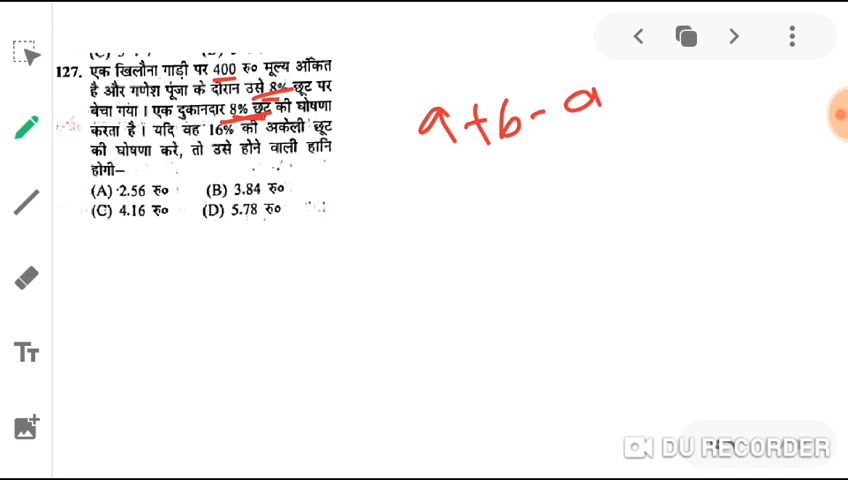 127. एक खिलौना गाड़ी पर 400 रु० मूल्य अंकित
है और गणेश पूंजा के दौरान उसे 8% छूट पर
बेचा गया। एक दुकानदार 8% छूट की घोषणा
करता है। यदि वह 16% की अकेली छूट
की घोषणा करे, तो उसे होने वाली हानि
होगी–
(A) 2.56 रु० (B) 3.84 रु०
(C) 4.16 रु० (D) 5.78 रु०
a+b-a
Tт
DU RECORDER